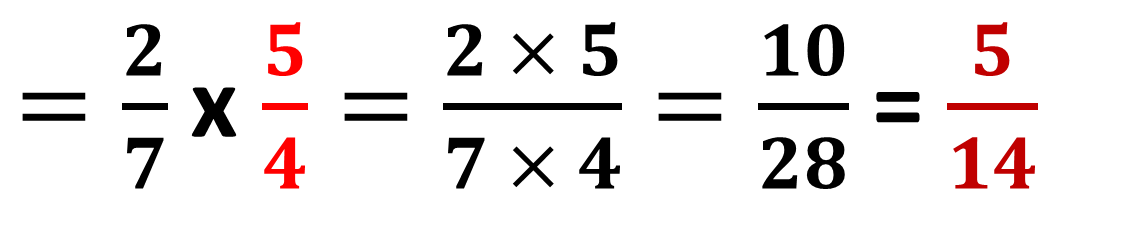 = 2/7 x 5/4 = 2 × 5/7 × 4 = 10/28 = 5/14